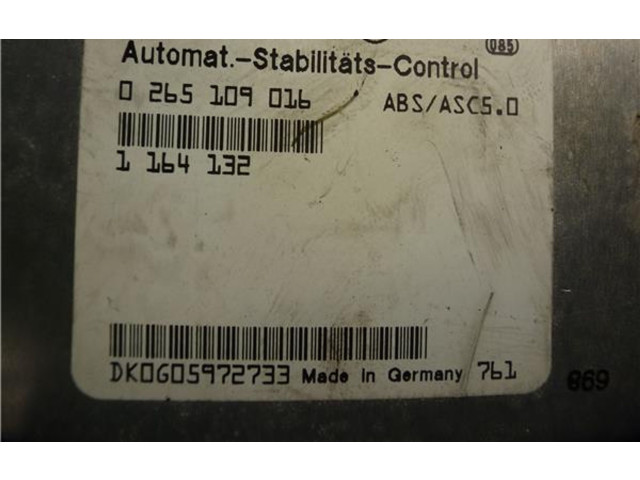 085
Automat.-Stabilitäts-Control
0 265 109 016 ABS/ASC5.0
1 164 132
DK0G05972733 Made in Germany 761
869